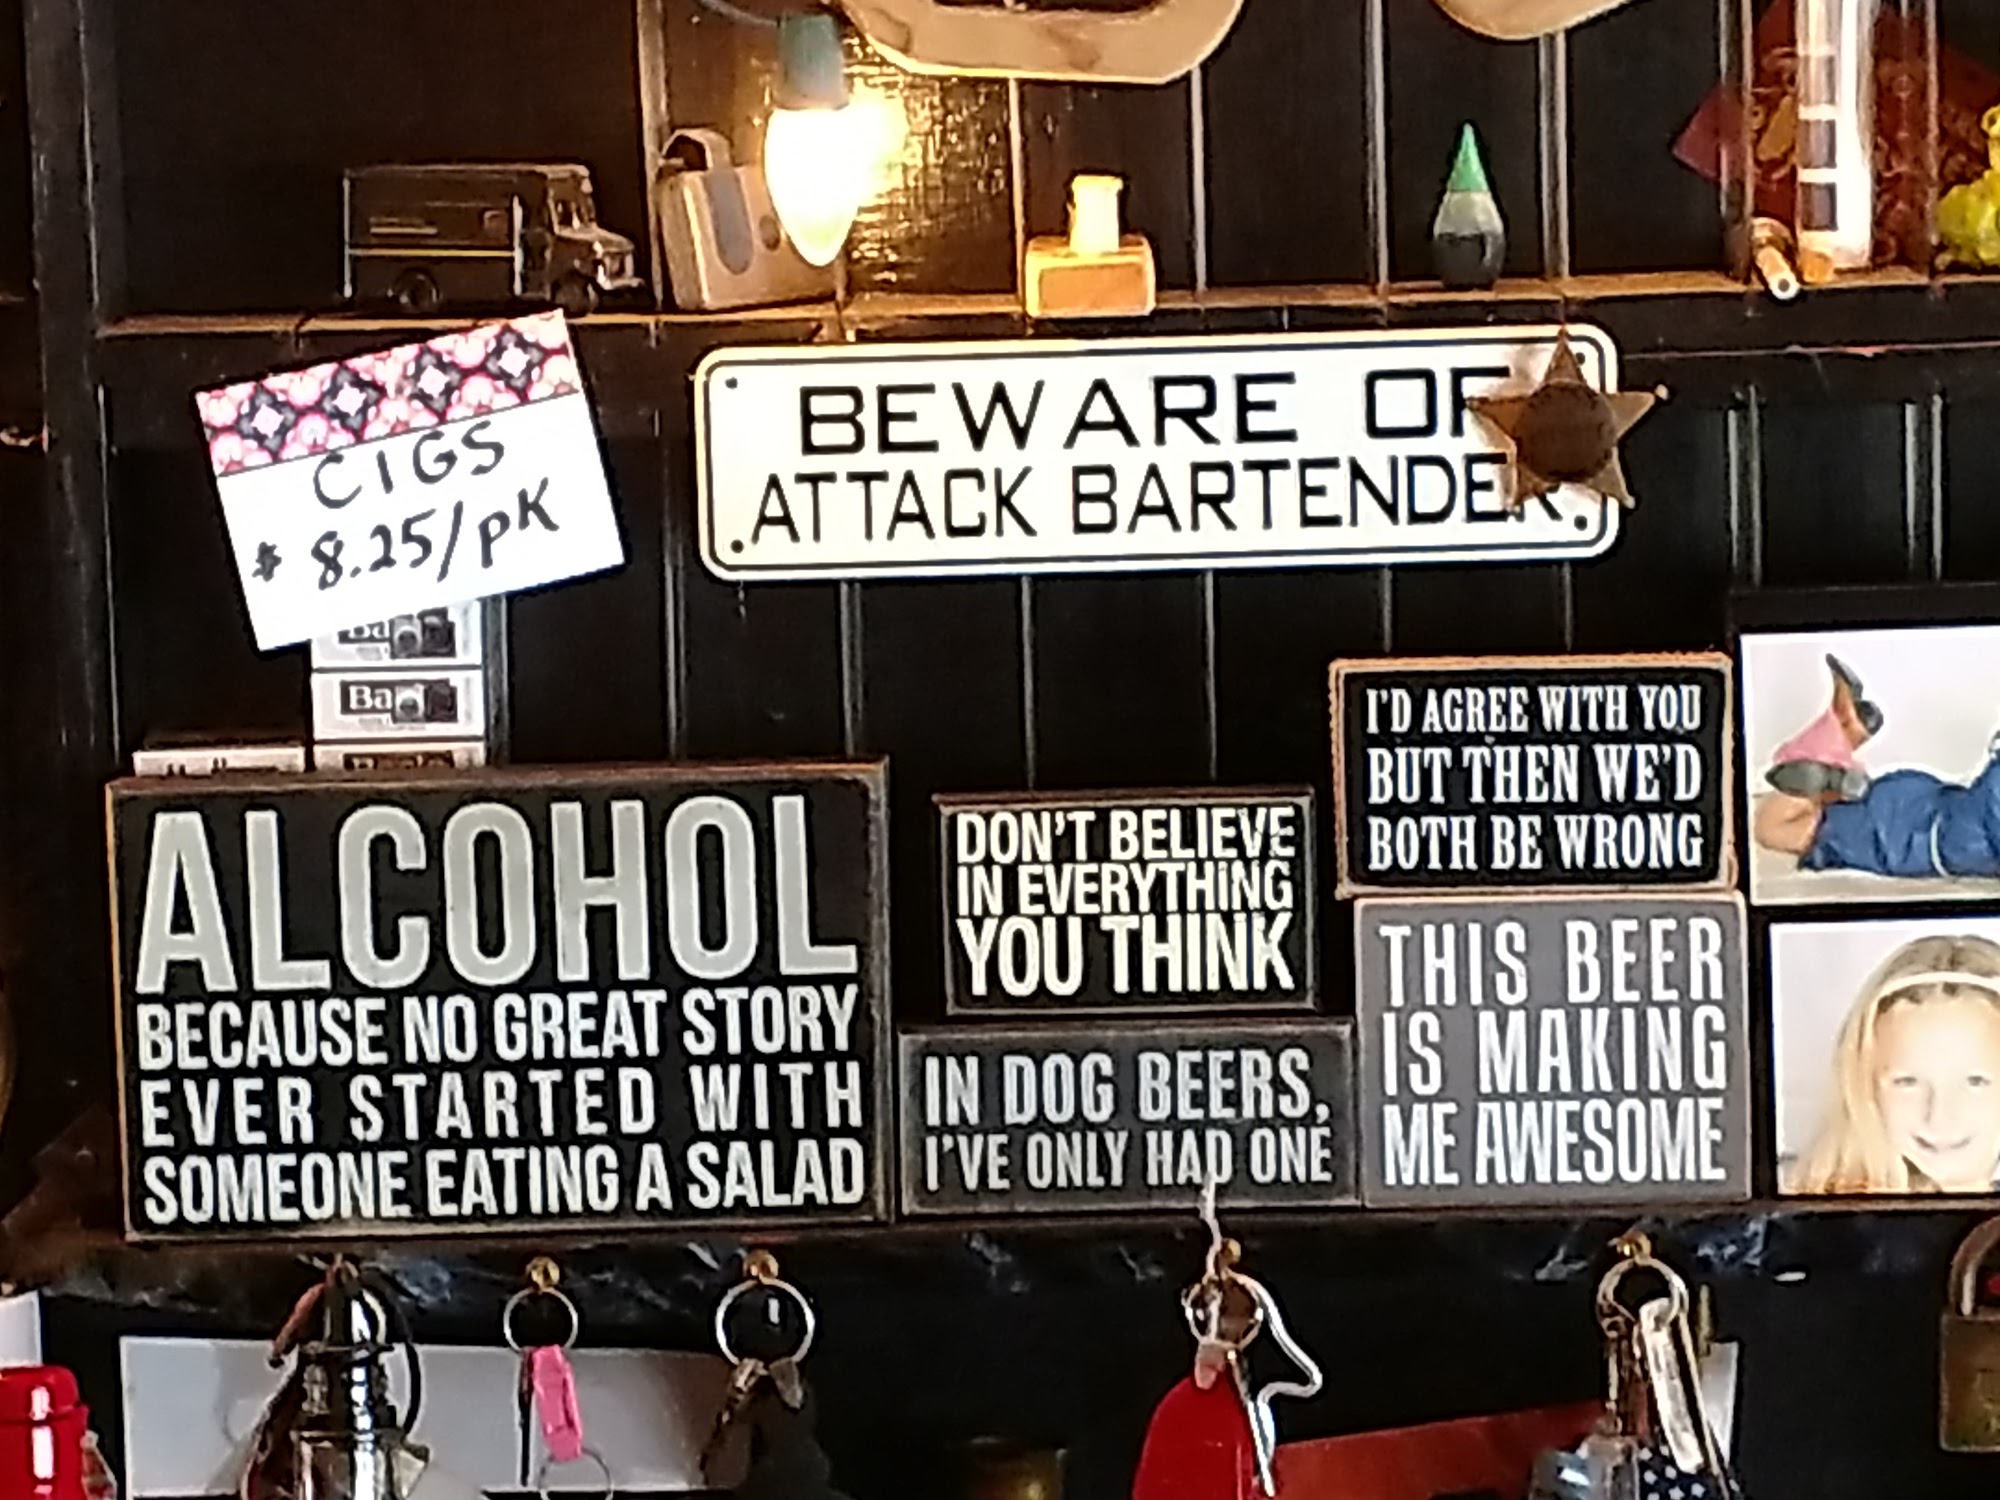 CIGS
$ 8.25/pK
BEWARE OF
ATTACK BARTENDER
I'D AGREE WITH YOU
BUT THEN WE'D
BOTH BE WRONG
ALCOHOL
BECAUSE NO GREAT STORY
EVER STARTED WITH
SOMEONE EATING A SALAD
DON'T BELIEVE
IN EVERYTHING
YOU THINK
IN DOG BEERS,
I'VE ONLY HAD ONE
THIS BEER
IS MAKING
ME AWESOME